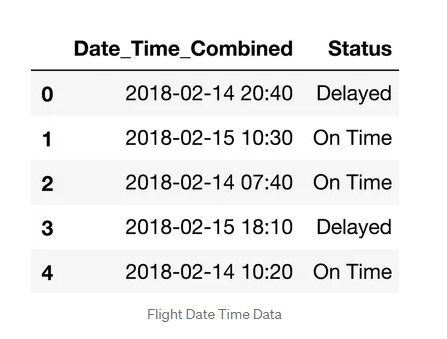 Date_Time_Combined Status
0 2018-02-14 20:40 Delayed
1 2018-02-15 10:30 On Time
2 2018-02-14 07:40 On Time
3 2018-02-15 18:10 Delayed
4 2018-02-14 10:20 On Time
Flight Date Time Data